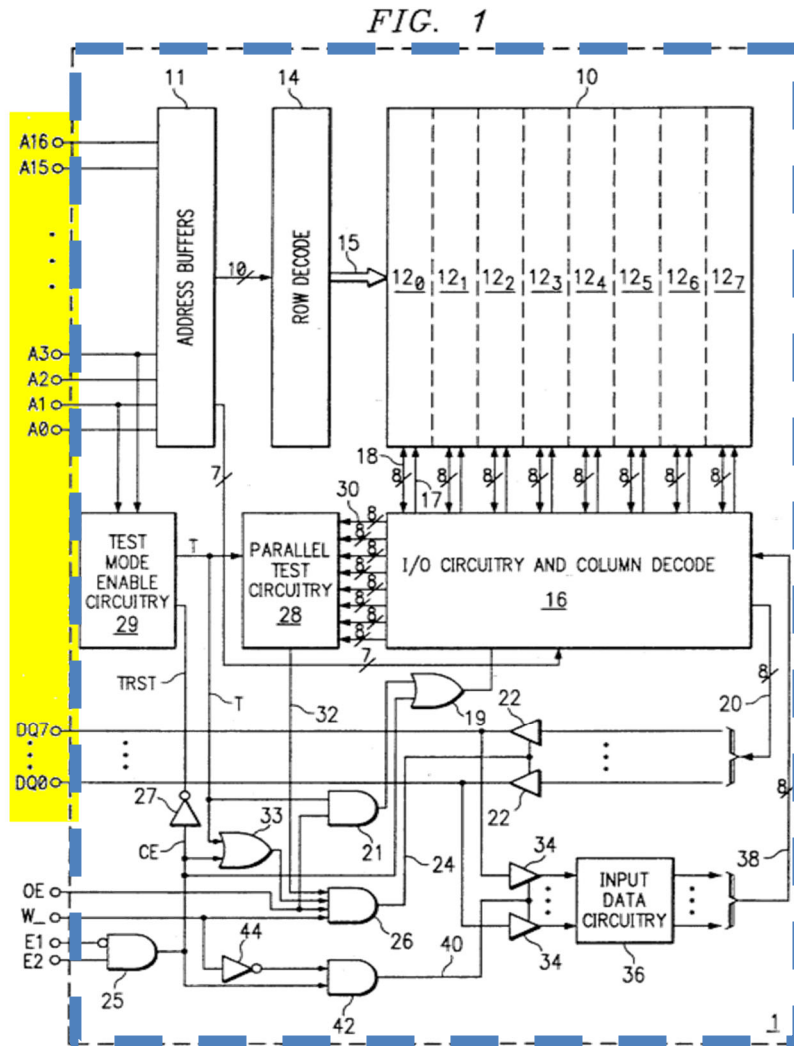 FIG. 1
11
14
10
A16
A15
ADDRESS BUFFERS
10
ROW DECODE
15
12₀ 12₁ 12₂ 12₃ 12₄ 12₅ 12₆ 12₇
A3
A2
A1
A0
7
18
8 8 8 8 8 8 8 8
17
30
TEST
MODE
ENABLE
CIRCUITRY
29
T
PARALLEL
TEST
CIRCUITRY
28
8
8
8
8
8
8
8
8
I/O CIRCUITRY AND COLUMN DECODE
16
7
TRST
T
32
19
22
20
8
DQ7
DQ0
27
33
21
22
24
8
38
CE
34
INPUT
DATA
CIRCUITRY
36
OE
W_
26
44
34
E1
E2
25
42
40
1